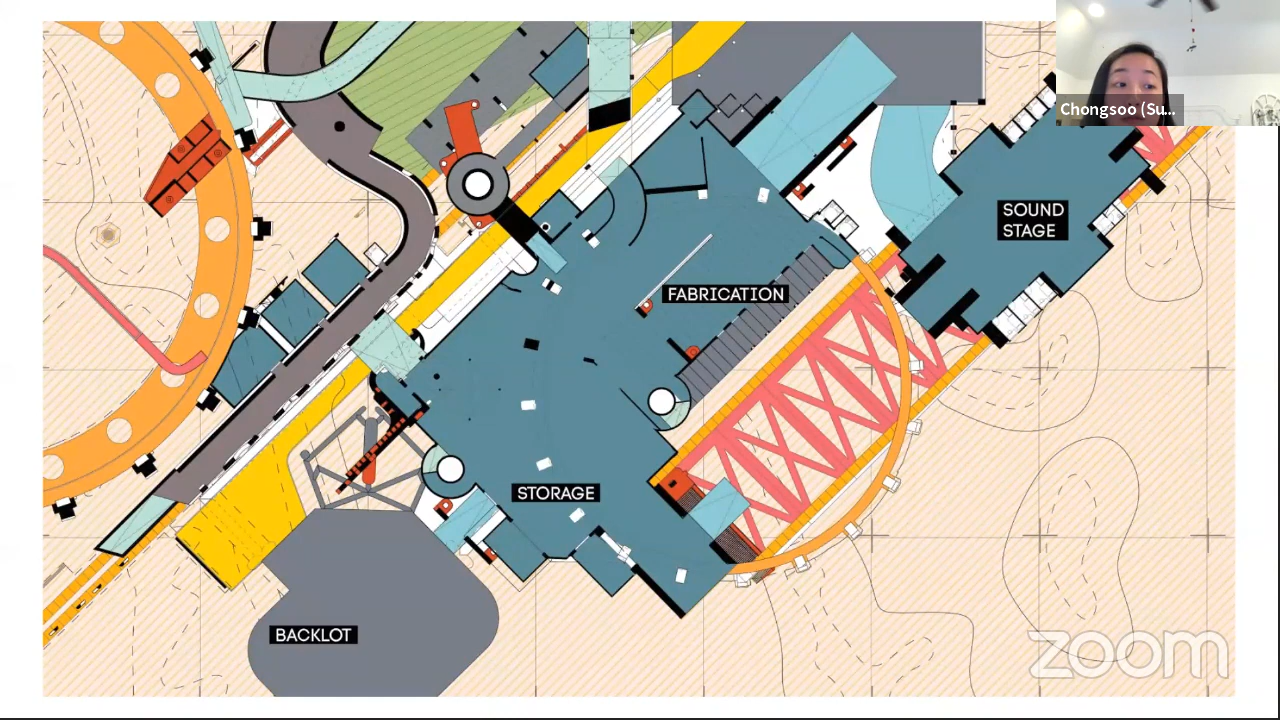 Chongsoo (Su...
SOUND
STAGE
FABRICATION
STORAGE
BACKLOT
zoom